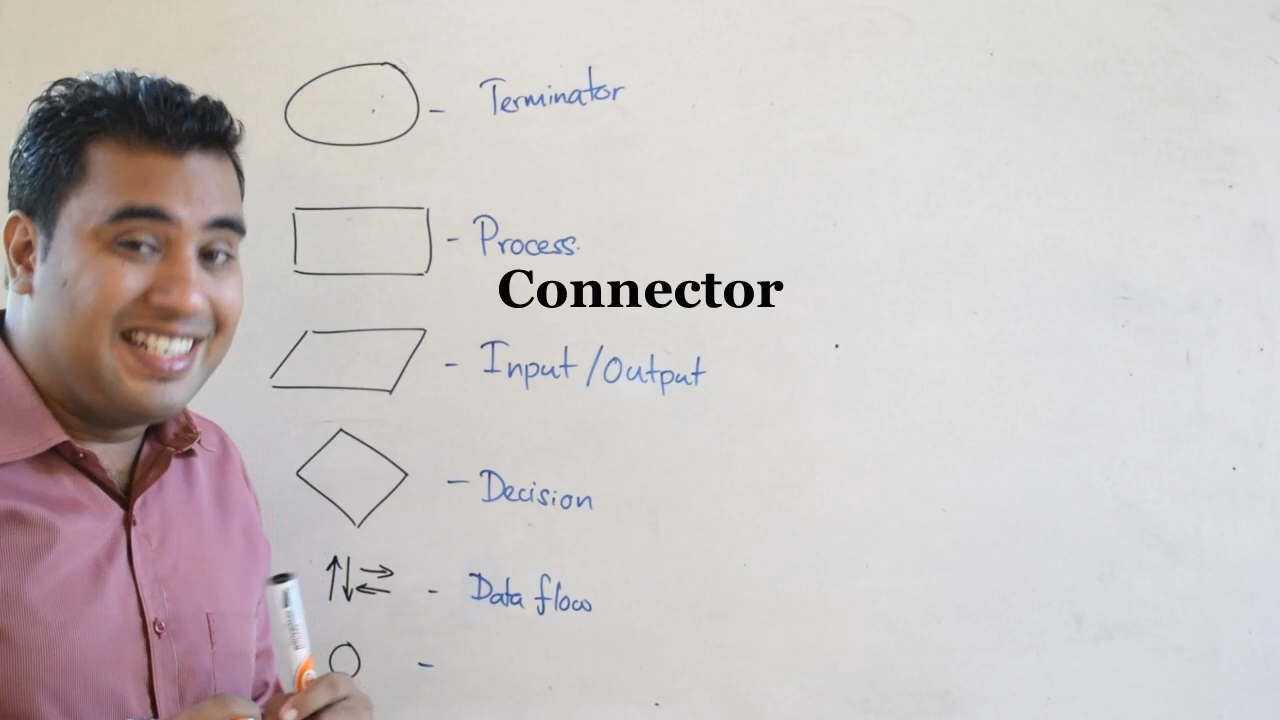 - Terminator
- Process.
Connector
- Input/Output
- Decision
- Data flow
-